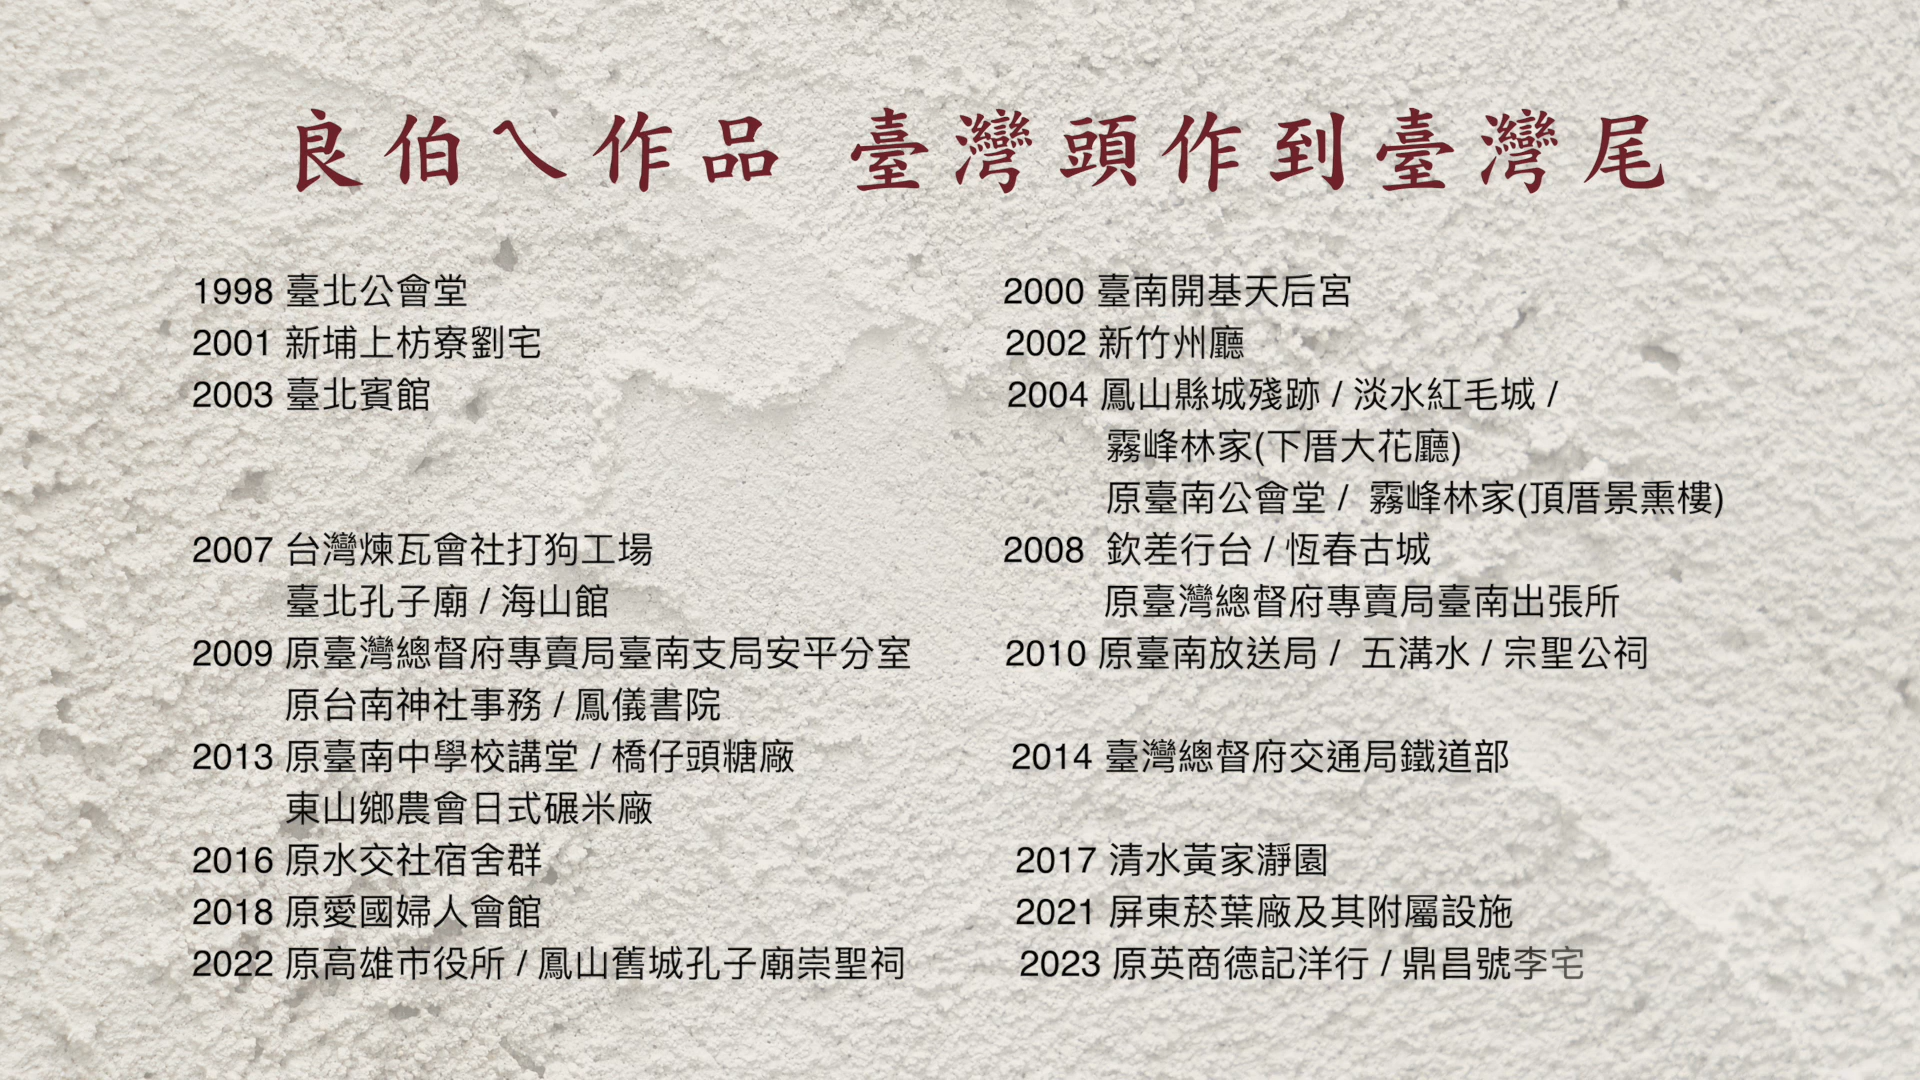 良伯ㄟ作品 臺灣頭作到臺灣尾
1998 臺北公會堂
2001 新埔上枋寮劉宅
2003 臺北賓館
2007 台灣煉瓦會社打狗工場
臺北孔子廟 / 海山館
2009 原臺灣總督府專賣局臺南支局安平分室
原台南神社事務 / 鳳儀書院
2013 原臺南中學校講堂 / 橋仔頭糖廠
東山鄉農會日式碾米廠
2016 原水交社宿舍群
2018 原愛國婦人會館
2022 原高雄市役所 / 鳳山舊城孔子廟崇聖祠
2000 臺南開基天后宮
2002 新竹州廳
2004 鳳山縣城殘跡 / 淡水紅毛城 /
霧峰林家(下厝大花廳)
原臺南公會堂 / 霧峰林家(頂厝景熏樓)
2008 欽差行台 / 恆春古城
原臺灣總督府專賣局臺南出張所
2010 原臺南放送局 / 五溝水 / 宗聖公祠
2014 臺灣總督府交通局鐵道部
2017 清水黃家瀞園
2021 屏東菸葉廠及其附屬設施
2023 原英商德記洋行 / 鼎昌號李宅